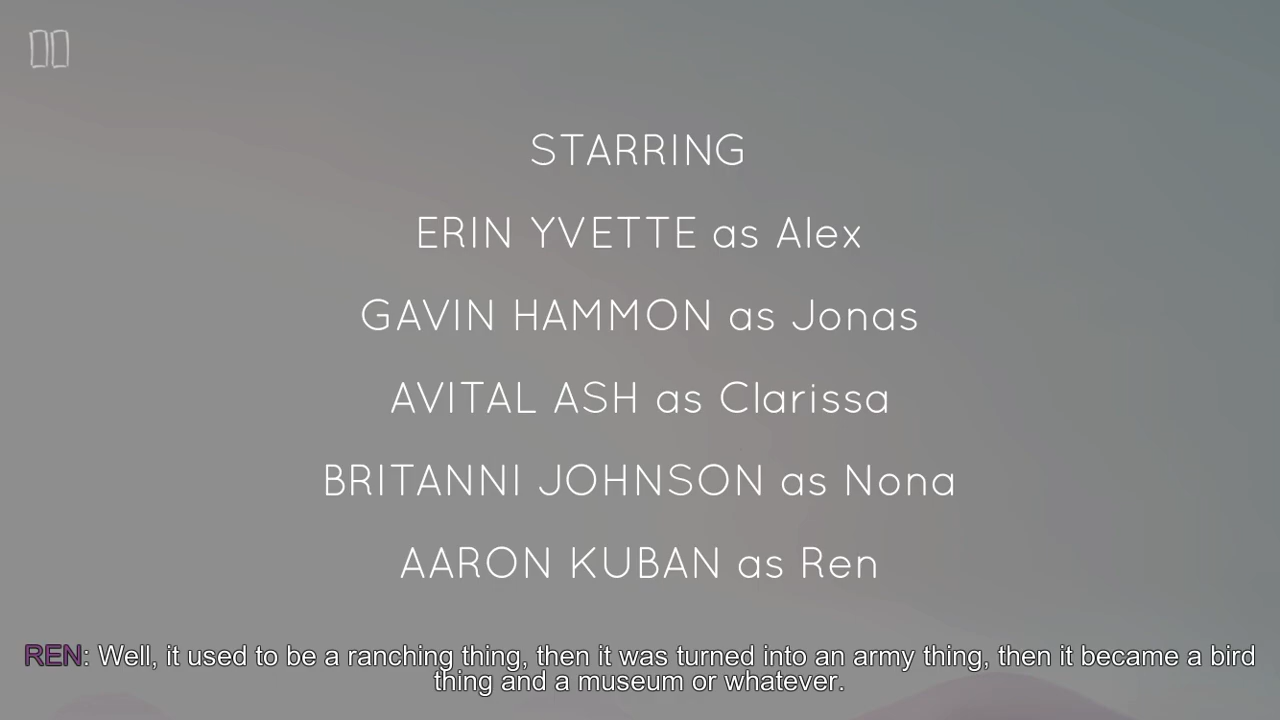 STARRING
ERIN YVETTE as Alex
GAVIN HAMMON as Jonas
AVITAL ASH as Clarissa
BRITANNI JOHNSON as Nona
AARON KUBAN as Ren
REN: Well, it used to be a ranching thing, then it was turned into an army thing, then it became a bird
thing and a museum or whatever.